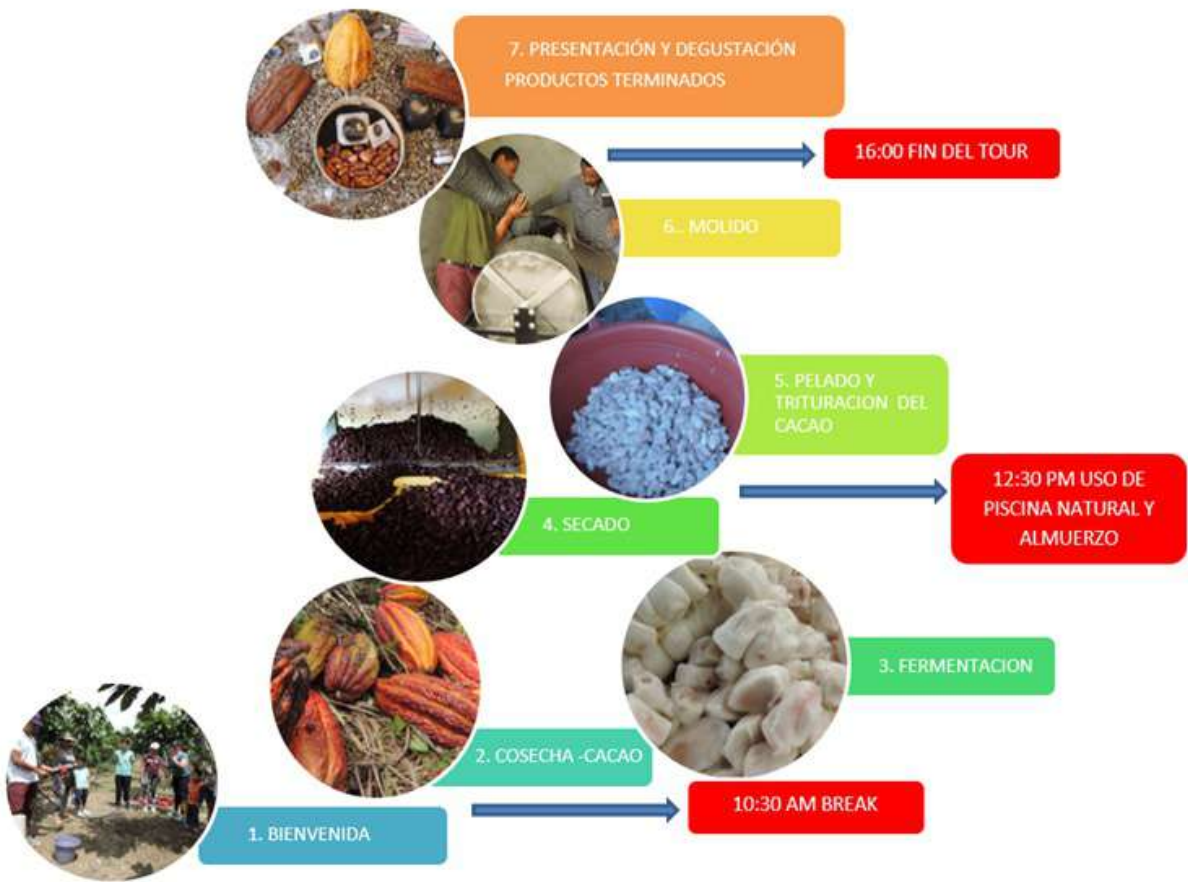 7. PRESENTACIÓN Y DEGUSTACIÓN
PRODUCTOS TERMINADOS
16:00 FIN DEL TOUR
6.. MOLIDO
5. PELADO Y
TRITURACION DEL
CACAO
12:30 PM USO DE
PISCINA NATURAL Y
ALMUERZO
4. SECADO
3. FERMENTACION
2. COSECHA -CACAO
10:30 AM BREAK
1. BIENVENIDA